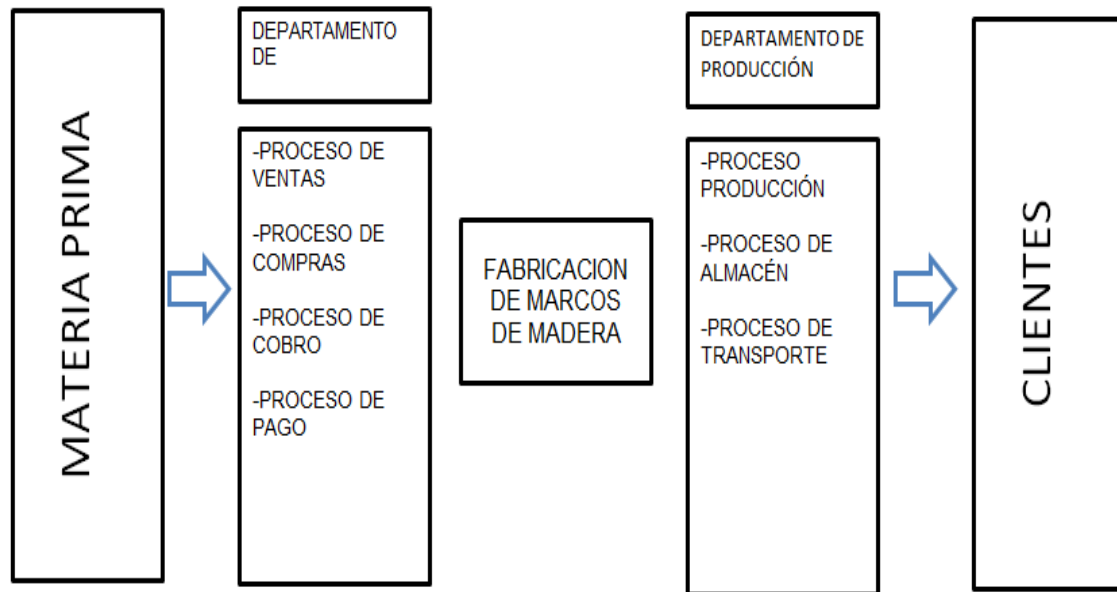 MATERIA PRIMA
DEPARTAMENTO
DE
-PROCESO DE
VENTAS
-PROCESO DE
COMPRAS
-PROCESO DE
COBRO
-PROCESO DE
PAGO
FABRICACION
DE MARCOS
DE MADERA
DEPARTAMENTO DE
PRODUCCIÓN
-PROCESO
PRODUCCIÓN
-PROCESO DE
ALMACÉN
-PROCESO DE
TRANSPORTE
CLIENTES